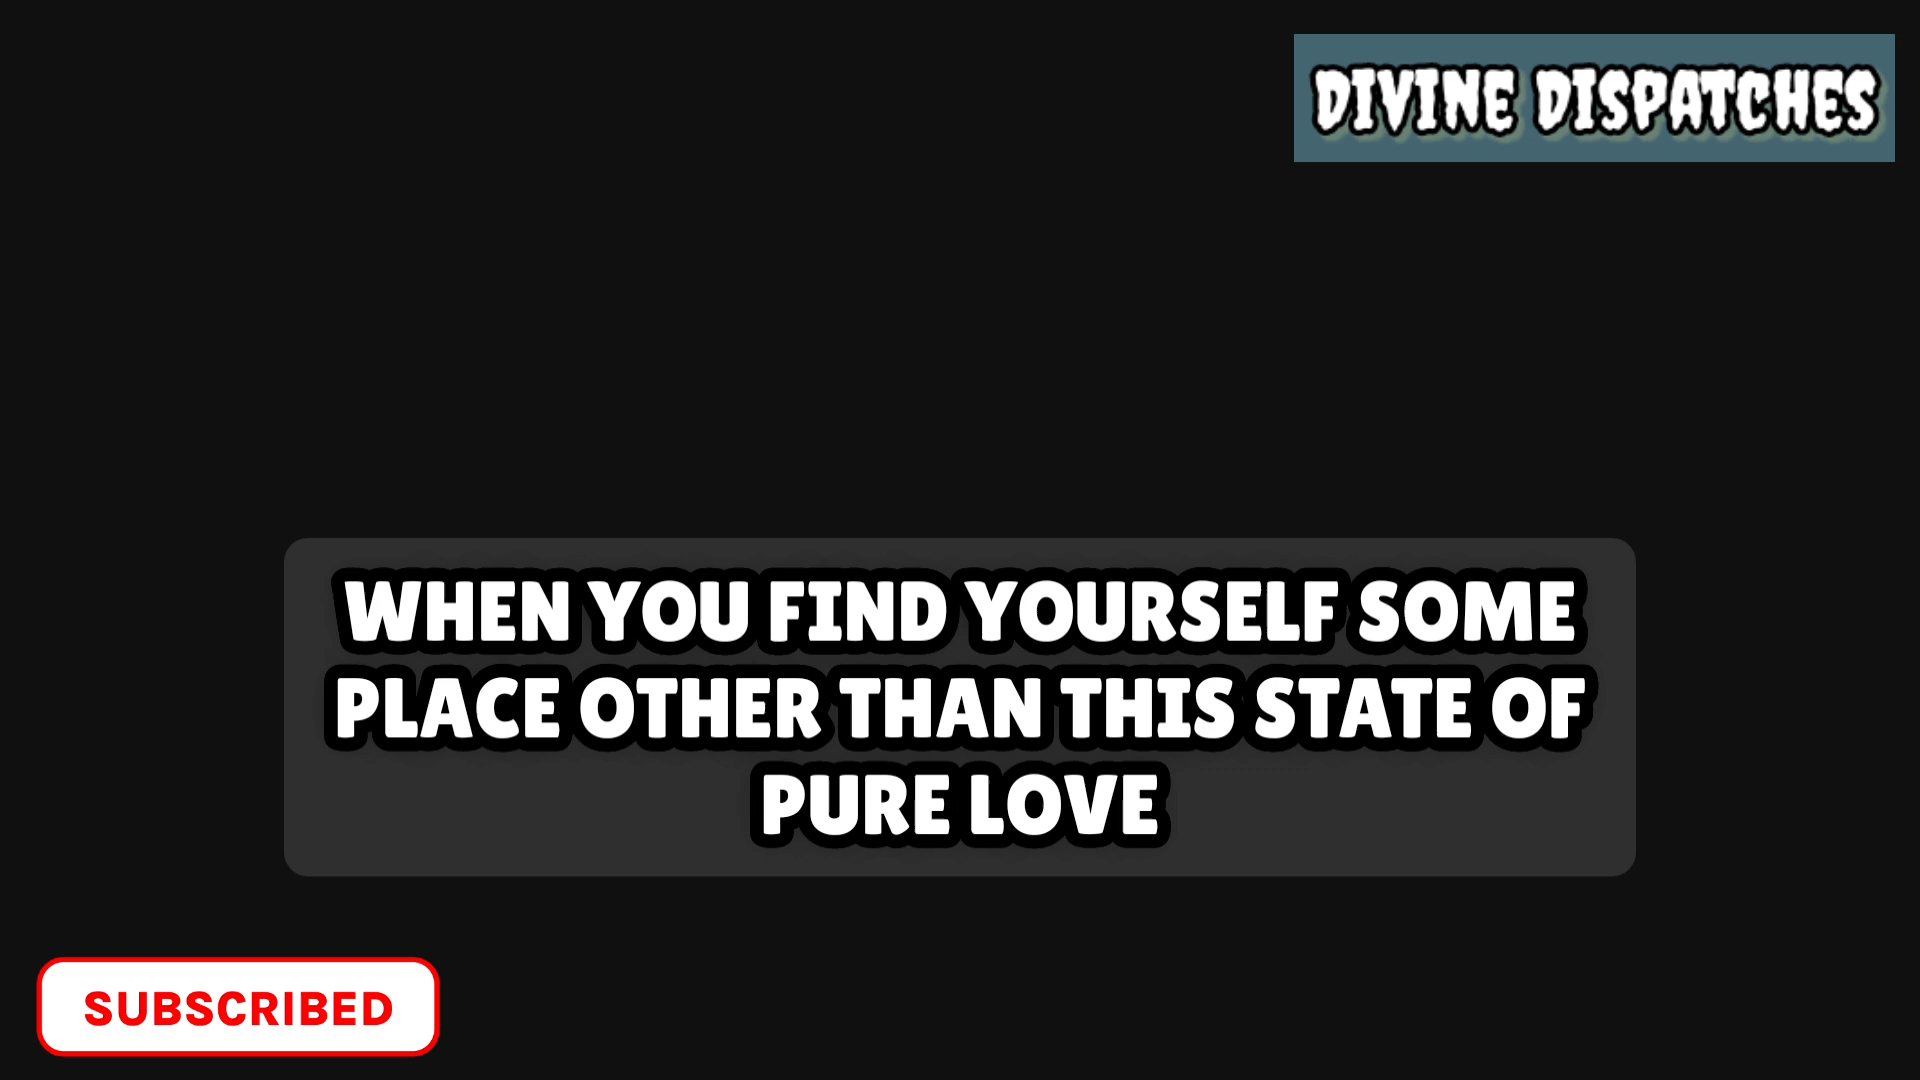 DIVINE DISPATCHES
WHEN YOU FIND YOURSELF SOME
PLACE OTHER THAN THIS STATE OF
PURE LOVE
SUBSCRIBED